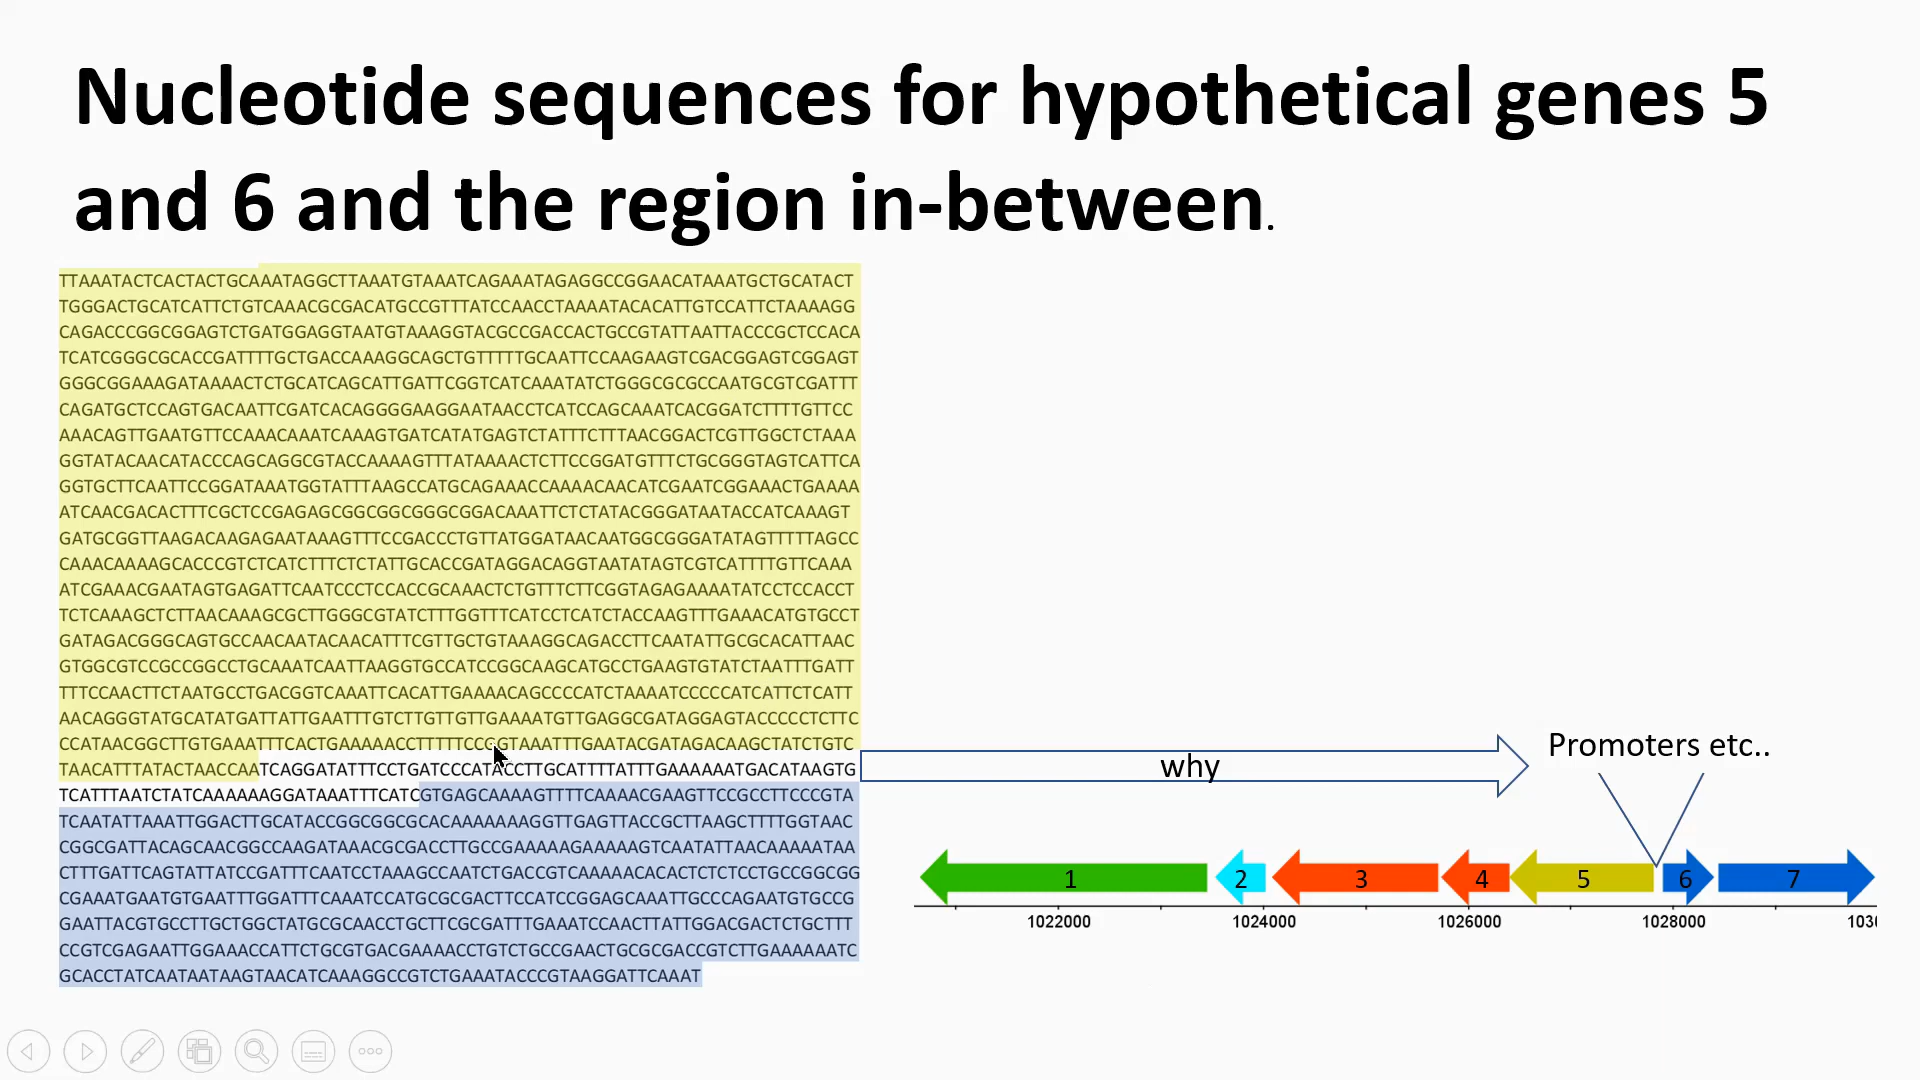 Nucleotide sequences for hypothetical genes 5
and 6 and the region in-between.
TTAAATACTCACTACTGCAAATAGGCTTAAATGTAAATCAGAAATAGAGGCCGGAACATAAATGCTGCATACT
TGGGACTGCATCATTCTGTCAAACGCGACATGCCGTTTATCCAACCTAAAATACACATTGTCCATTCTAAAAGG
CAGACCCGGCGGAGTCTGATGGAGGTAATGTAAAGGTACGCCGACCACTGCCGTATTAATTACCCGCTCCACA
TCATCGGGCGCACCGATTTTGCTGACCAAAGGCAGCTGTTTTTGCAATTCCAAGAAGTCGACGGAGTCGGAGT
GGGCGGAAAGATAAAACTCTGCATCAGCATTGATTCGGTCATCAAATATCTGGGCGCGCCAATGCGTCGATTT
CAGATGCTCCAGTGACAATTCGATCACAGGGGAAGGAATAACCTCATCCAGCAAATCACGGATCTTTTGTTCC
AAACAGTTGAATGTTCCAAACAAATCAAAGTGATCATATGAGTCTATTTCTTTAACGGACTCGTTGGCTCTAAA
GGTATACAACATACCCAGCAGGCGTACCAAAAGTTTATAAAACTCTTCCGGATGTTTCTGCGGGTAGTCATTCA
GGTGCTTCAATTCCGGATAAATGGTATTTAAGCCATGCAGAAACCAAAACAACATCGAATCGGAAACTGAAAA
ATCAACGACACTTTCGCTCCGAGAGCGGCGGCGGGCGGACAAATTCTCTATACGGGATAATACCATCAAAGT
GATGCGGTTAAGACAAGAGAATAAAGTTTCCGACCCTGTTATGGATAACAATGGCGGGATATAGTTTTTAGCC
CAAACAAAAGCACCCGTCTCATCTTTCTCTATTGCACCGATAGGACAGGTAATATAGTCGTCATTTTGTTCAAA
ATCGAAACGAATAGTGAGATTCAATCCCTCCACCGCAAACTCTGTTTCTTCGGTAGAGAAAATATCCTCCACCT
TCTCAAAGCTCTTAACAAAGCGCTTGGGCGTATCTTTGGTTTCATCCTCATCTACCAAGTTTGAAACATGTGCCT
GATAGACGGGCAGTGCCAACAATACAACATTTCGTTGCTGTAAAGGCAGACCTTCAATATTGCGCACATTAAC
GTGGCGTCCGCCGGCCTGCAAATCAATTAAGGTGCCATCCGGCAAGCATGCCTGAAGTGTATCTAATTTGATT
TTTCCAACTTCTAATGCCTGACGGTCAAATTCACATTGAAAACAGCCCCATCTAAAATCCCCCATCATTCTCATT
AACAGGGTATGCATATGATTATTGAATTTGTCTTGTTGTTGAAAATGTTGAGGCGATAGGAGTACCCCCTCTTC
CCATAACGGCTTGTGAAATTTCACTGAAAAACCTTTTTCCGGTAAATTTGAATACGATAGACAAGCTATCTGTC
TAACATTTATACTAACCAATCAGGATATTTCCTGATCCCATACCTTGCATTTTATTTGAAAAAATGACATAAGTG
TCATTTAATCTATCAAAAAAGGATAAATTTCATCGTGAGCAAAAGTTTTCAAAACGAAGTTCCGCCTTCCCGTA
TCAATATTAAATTGGACTTGCATACCGGCGGCGCACAAAAAAAGGTTGAGTTACCGCTTAAGCTTTTGGTAAC
CGGCGATTACAGCAACGGCCAAGATAAACGCGACCTTGCCGAAAAAGAAAAAGTCAATATTAACAAAAATAA
CTTTGATTCAGTATTATCCGATTTCAATCCTAAAGCCAATCTGACCGTCAAAAACACACTCTCTCCTGCCGGCGG
CGAAATGAATGTGAATTTGGATTTCAAATCCATGCGCGACTTCCATCCGGAGCAAATTGCCCAGAATGTGCCG
GAATTACGTGCCTTGCTGGCTATGCGCAACCTGCTTCGCGATTTGAAATCCAACTTATTGGACGACTCTGCTTT
CCGTCGAGAATTGGAAACCATTCTGCGTGACGAAAACCTGTCTGCCGAACTGCGCGACCGTCTTGAAAAAATC
GCACCTATCAATAATAAGTAACATCAAAGGCCGTCTGAAATACCCGTAAGGATTCAAAT
why
Promoters etc..
1 2 3 4 5 6 7
1022000 1024000 1026000 1028000 1030